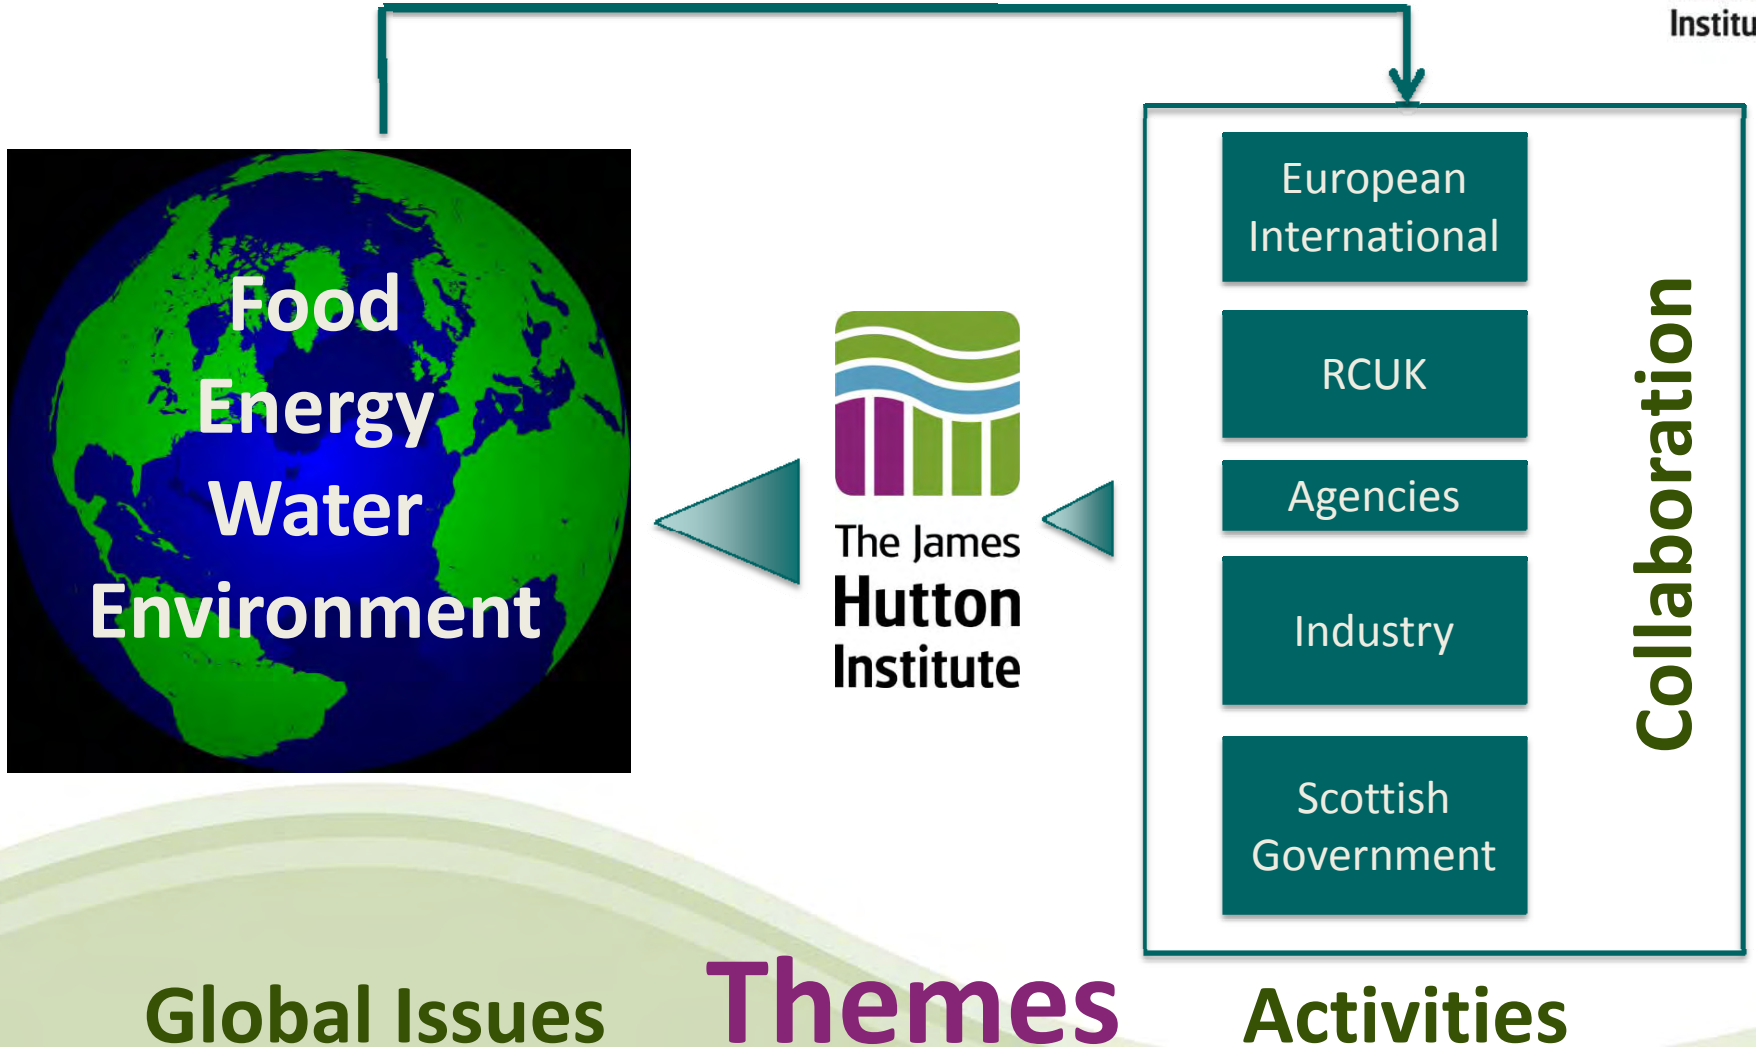 Food
Energy
Water
Environment
The James
Hutton
Institute
European
International
RCUK
Agencies
Industry
Scottish
Government
Collaboration
Global Issues
Themes
Activities